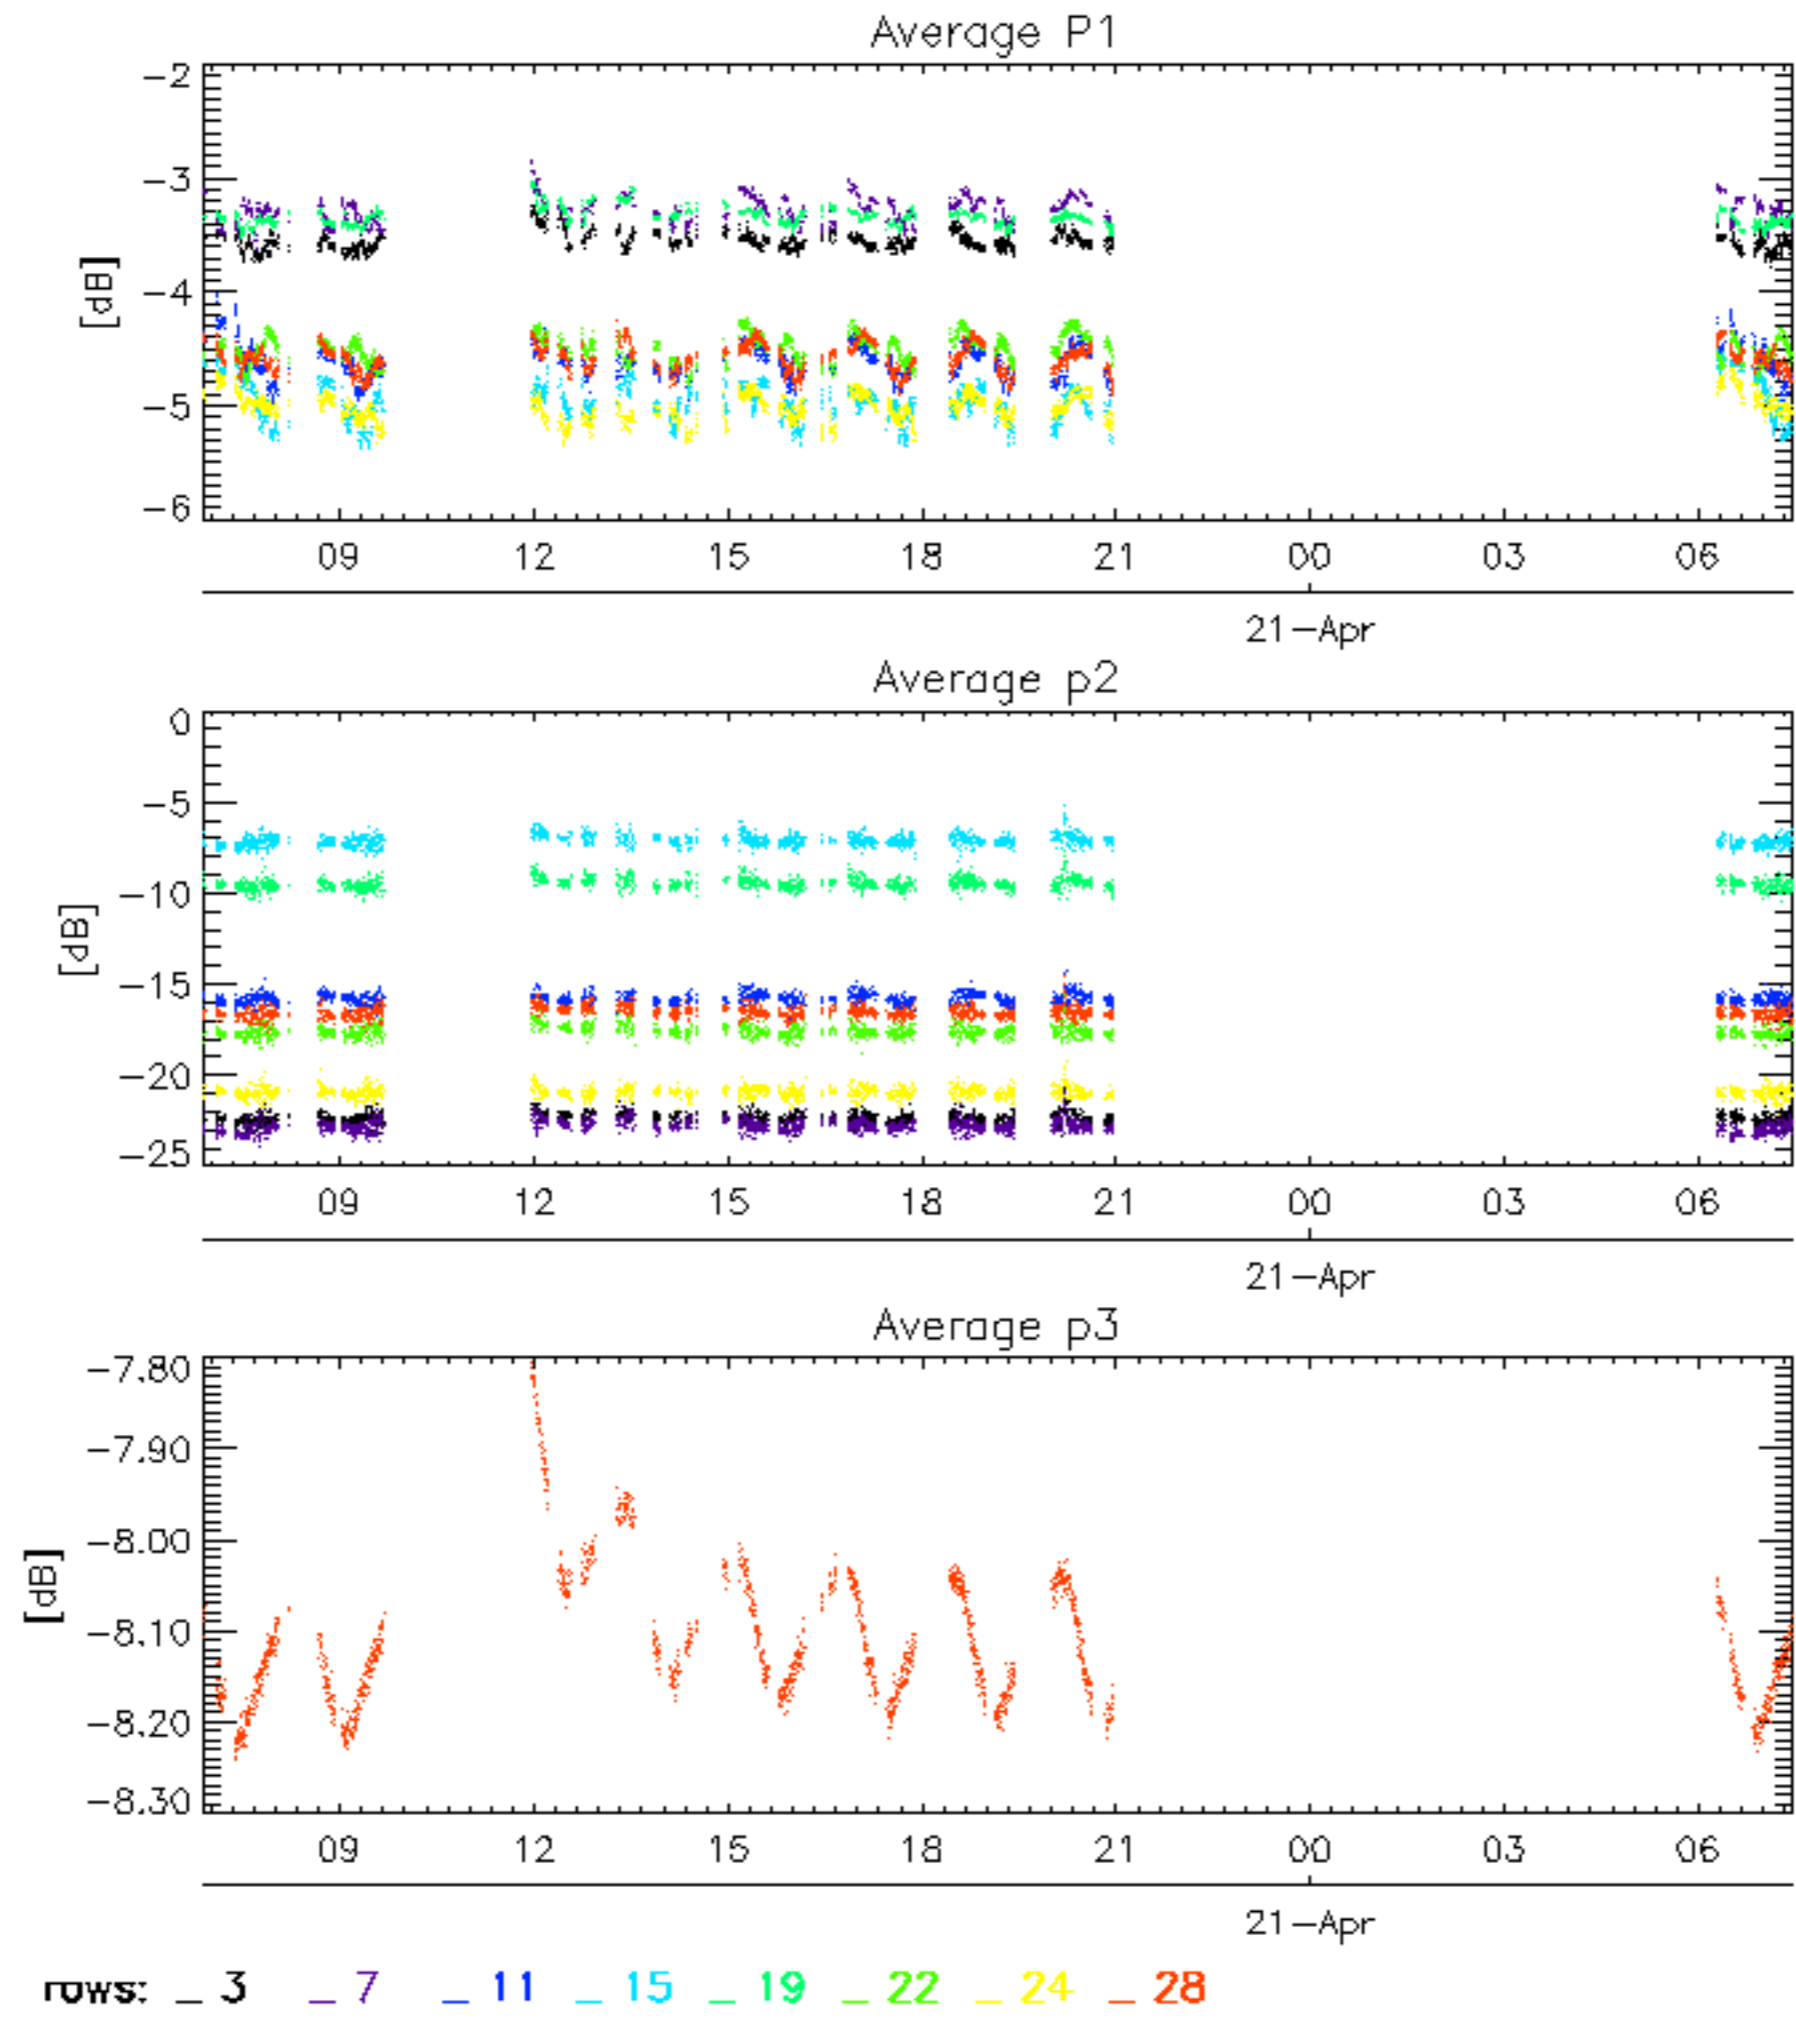 Average P1
-2
-3
-4
-5
-6
[dB]
09 12 15 18 21 00 03 06
21-Apr
Average p2
0
-5
-10
-15
-20
-25
[dB]
09 12 15 18 21 00 03 06
21-Apr
Average p3
-7.80
-7.90
-8.00
-8.10
-8.20
-8.30
[dB]
09 12 15 18 21 00 03 06
21-Apr
rows: _ 3 _ 7 _ 11 _ 15 _ 19 _ 22 _ 24 _ 28